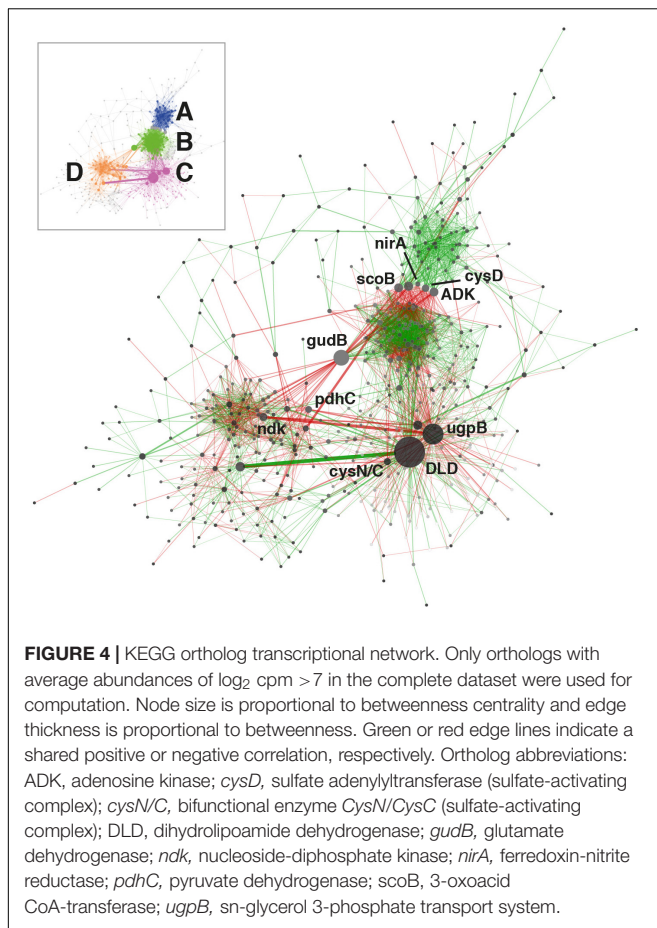 A
B
D
C
nirA
cysD
scoB
ADK
gudB
pdhC
ndk
ugpB
cysN/C
DLD
FIGURE 4 | KEGG ortholog transcriptional network. Only orthologs with
average abundances of log₂ cpm >7 in the complete dataset were used for
computation. Node size is proportional to betweenness centrality and edge
thickness is proportional to betweenness. Green or red edge lines indicate a
shared positive or negative correlation, respectively. Ortholog abbreviations:
ADK, adenosine kinase; cysD, sulfate adenylyltransferase (sulfate-activating
complex); cysN/C, bifunctional enzyme CysN/CysC (sulfate-activating
complex); DLD, dihydrolipoamide dehydrogenase; gudB, glutamate
dehydrogenase; ndk, nucleoside-diphosphate kinase; nirA, ferredoxin-nitrite
reductase; pdhC, pyruvate dehydrogenase; scoB, 3-oxoacid
CoA-transferase; ugpB, sn-glycerol 3-phosphate transport system.